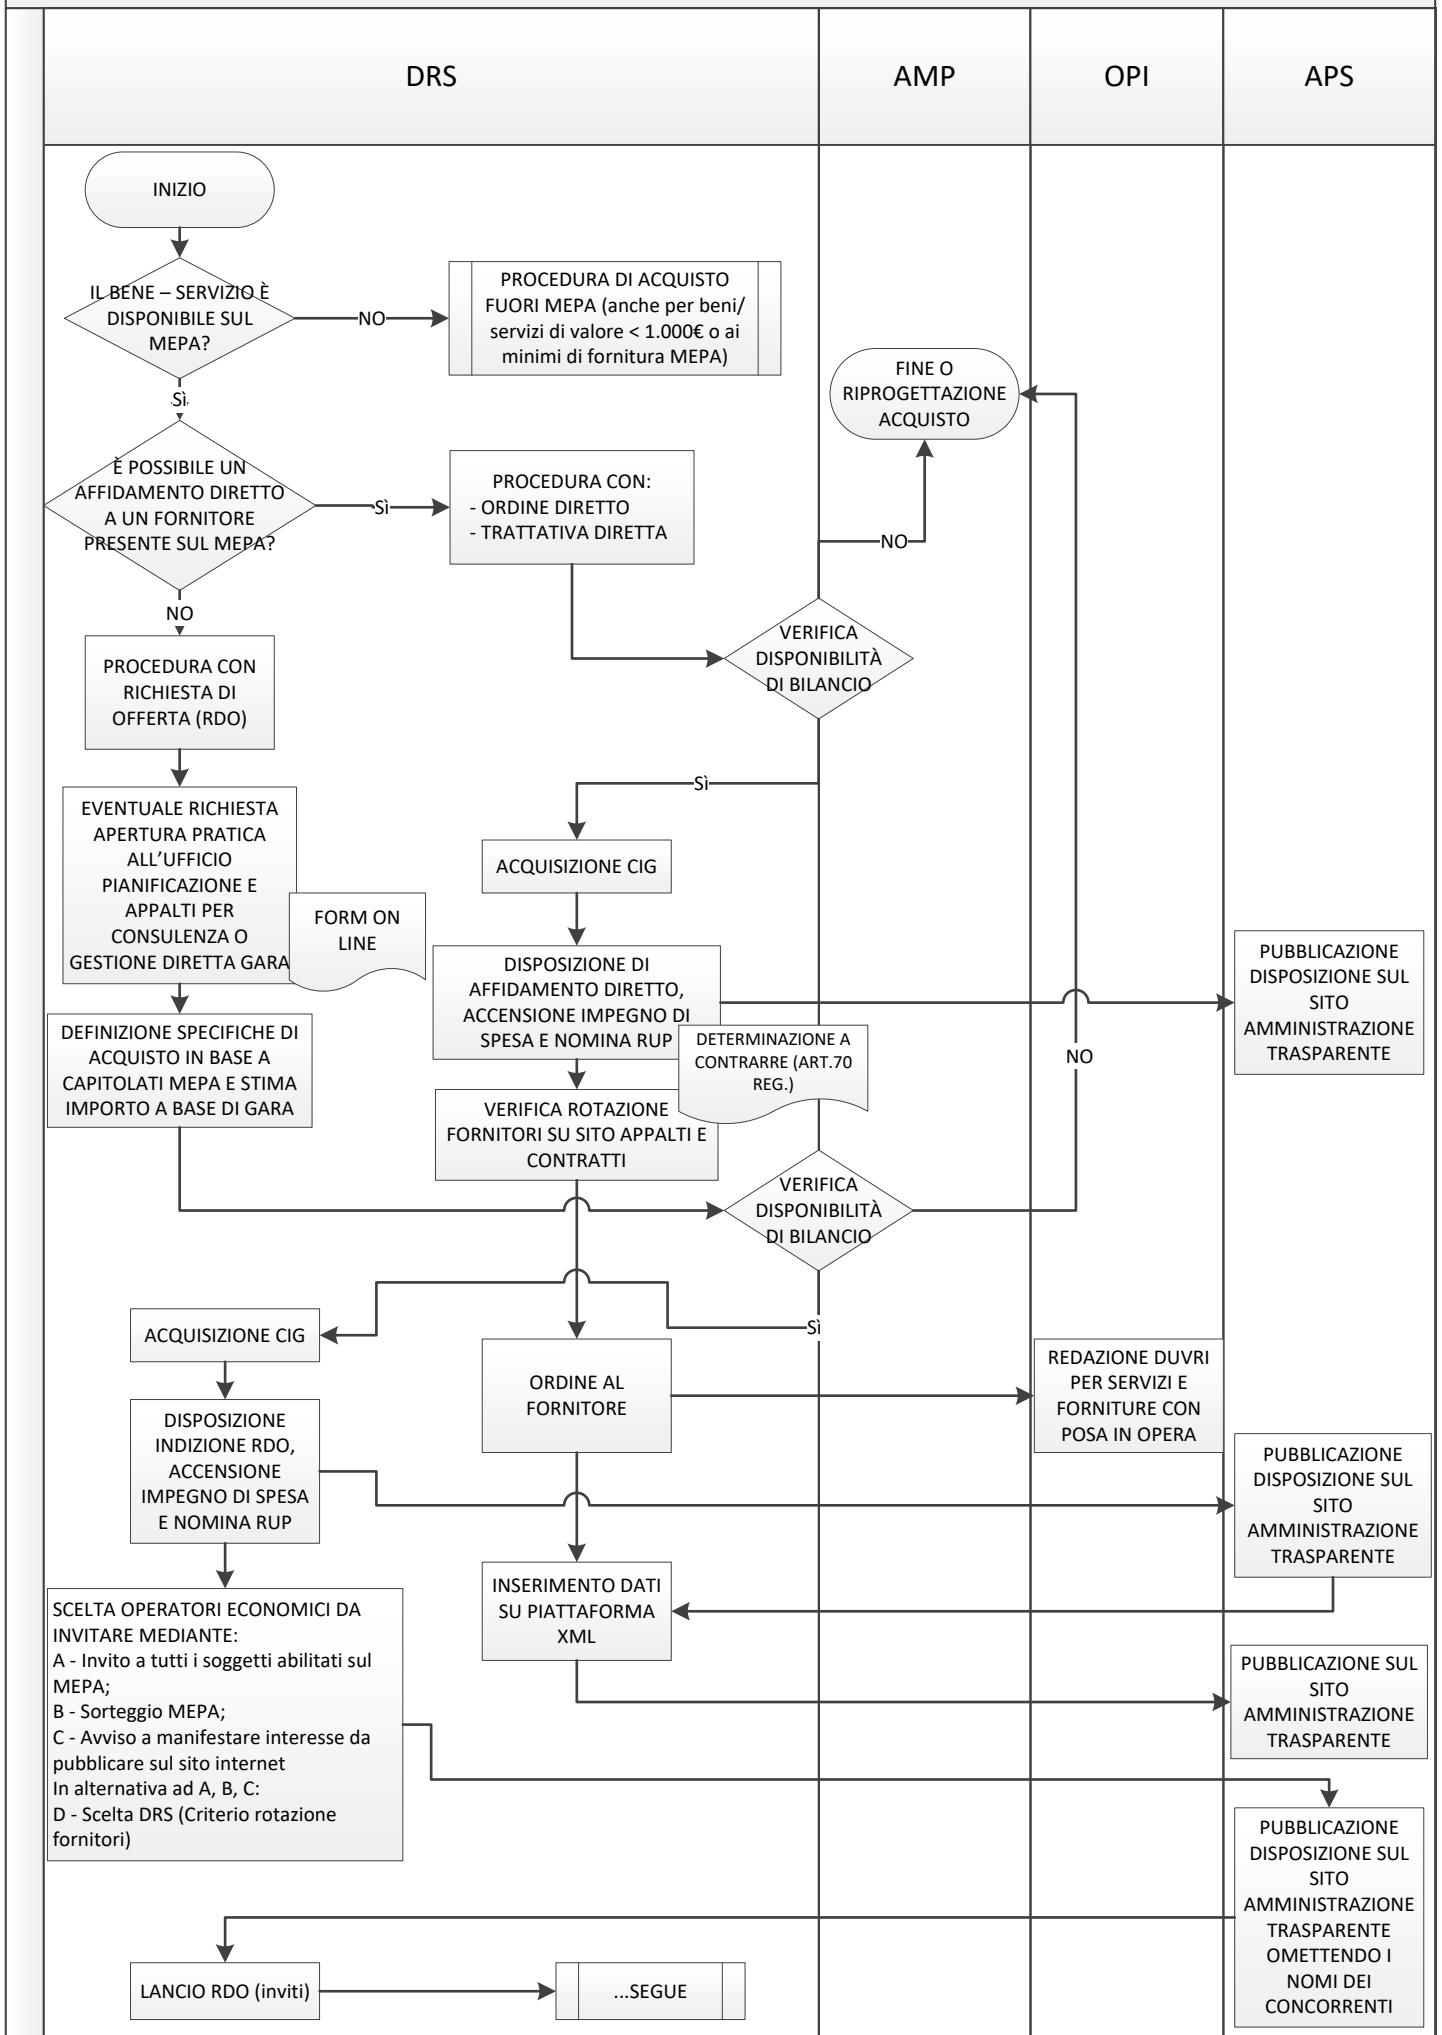 DRS
AMP
OPI
APS
INIZIO
IL BENE – SERVIZIO È
DISPONIBILE SUL
MEPA?
NO
PROCEDURA DI ACQUISTO
FUORI MEPA (anche per beni/
servizi di valore < 1.000€ o ai
minimi di fornitura MEPA)
FINE O
RIPROGETTAZIONE
ACQUISTO
Sì
È POSSIBILE UN
AFFIDAMENTO DIRETTO
A UN FORNITORE
PRESENTE SUL MEPA?
Sì
PROCEDURA CON:
- ORDINE DIRETTO
- TRATTATIVA DIRETTA
NO
NO
VERIFICA
DISPONIBILITÀ
DI BILANCIO
PROCEDURA CON
RICHIESTA DI
OFFERTA (RDO)
Sì
EVENTUALE RICHIESTA
APERTURA PRATICA
ALL’UFFICIO
PIANIFICAZIONE E
APPALTI PER
CONSULENZA O
GESTIONE DIRETTA GARA
FORM ON
LINE
ACQUISIZIONE CIG
DISPOSIZIONE DI
AFFIDAMENTO DIRETTO,
ACCENSIONE IMPEGNO DI
SPESA E NOMINA RUP
PUBBLICAZIONE
DISPOSIZIONE SUL
SITO
AMMINISTRAZIONE
TRASPARENTE
DEFINIZIONE SPECIFICHE DI
ACQUISTO IN BASE A
CAPITOLATI MEPA E STIMA
IMPORTO A BASE DI GARA
DETERMINAZIONE A
CONTRARRE (ART.70
REG.)
NO
VERIFICA ROTAZIONE
FORNITORI SU SITO APPALTI E
CONTRATTI
VERIFICA
DISPONIBILITÀ
DI BILANCIO
Sì
ACQUISIZIONE CIG
ORDINE AL
FORNITORE
REDAZIONE DUVRI
PER SERVIZI E
FORNITURE CON
POSA IN OPERA
DISPOSIZIONE
INDIZIONE RDO,
ACCENSIONE
IMPEGNO DI SPESA
E NOMINA RUP
PUBBLICAZIONE
DISPOSIZIONE SUL
SITO
AMMINISTRAZIONE
TRASPARENTE
INSERIMENTO DATI
SU PIATTAFORMA
XML
SCELTA OPERATORI ECONOMICI DA
INVITARE MEDIANTE:
A - Invito a tutti i soggetti abilitati sul
MEPA;
B - Sorteggio MEPA;
C - Avviso a manifestare interesse da
pubblicare sul sito internet
In alternativa ad A, B, C:
D - Scelta DRS (Criterio rotazione
fornitori)
PUBBLICAZIONE SUL
SITO
AMMINISTRAZIONE
TRASPARENTE
PUBBLICAZIONE
DISPOSIZIONE SUL
SITO
AMMINISTRAZIONE
TRASPARENTE
OMETTENDO I
NOMI DEI
CONCORRENTI
LANCIO RDO (inviti)
...SEGUE